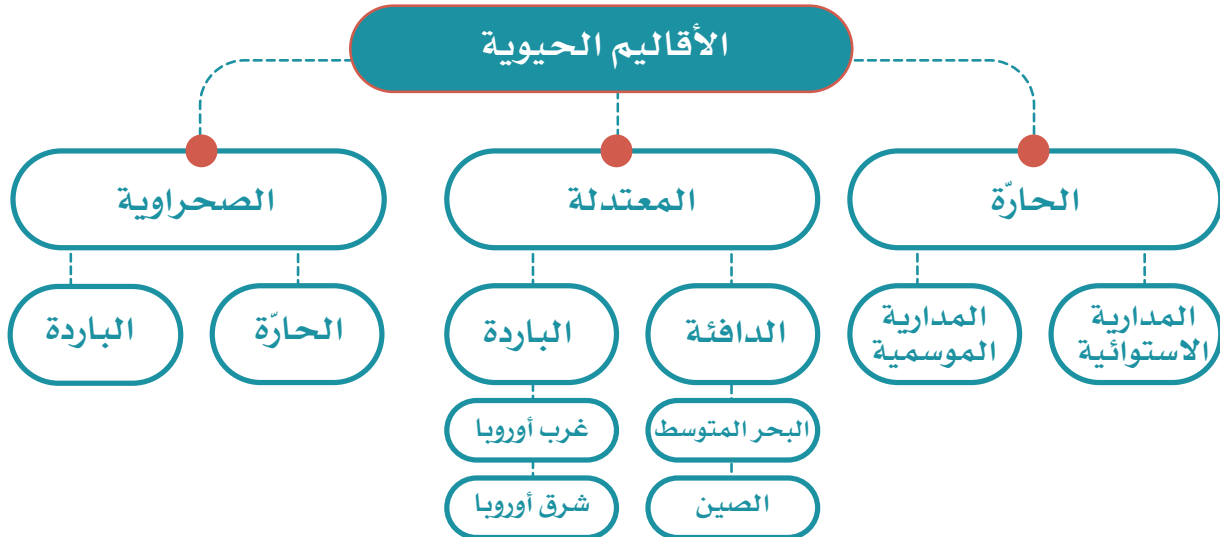 الأقاليم الحيوية
الحارّة
المعتدلة
الصحراوية
المدارية
الاستوائية
المدارية
الموسمية
الدافئة
الباردة
الحارّة
الباردة
البحر المتوسط
غرب أوروبا
الصين
شرق أوروبا